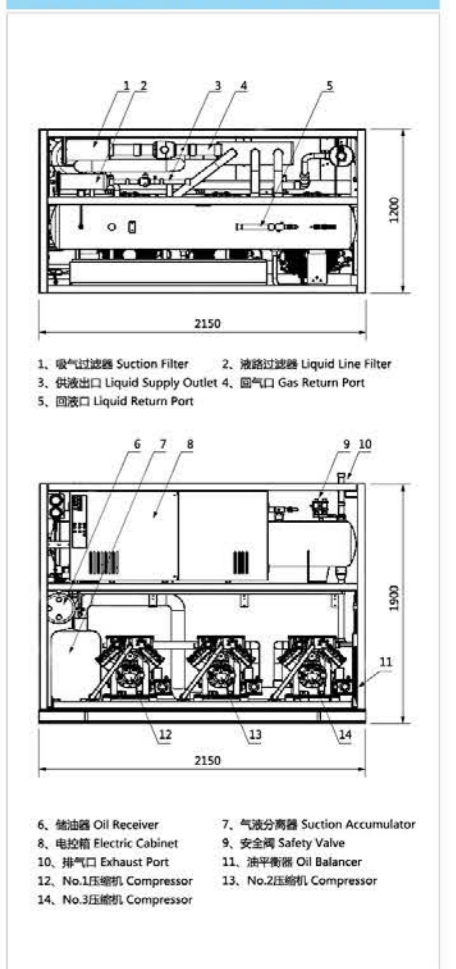 1 2 3 4 5
1200
2150
1、吸气过滤器 Suction Filter 2、液路过滤器 Liquid Line Filter
3、供液出口 Liquid Supply Outlet 4、回气口 Gas Return Port
5、回液口 Liquid Return Port
6 7 8 9 10
1900
11
12 13 14
2150
6、储油器 Oil Receiver 7、气液分离器 Suction Accumulator
8、电控箱 Electric Cabinet 9、安全阀 Safety Valve
10、排气口 Exhaust Port 11、油平衡器 Oil Balancer
12、No.1压缩机 Compressor 13、No.2压缩机 Compressor
14、No.3压缩机 Compressor